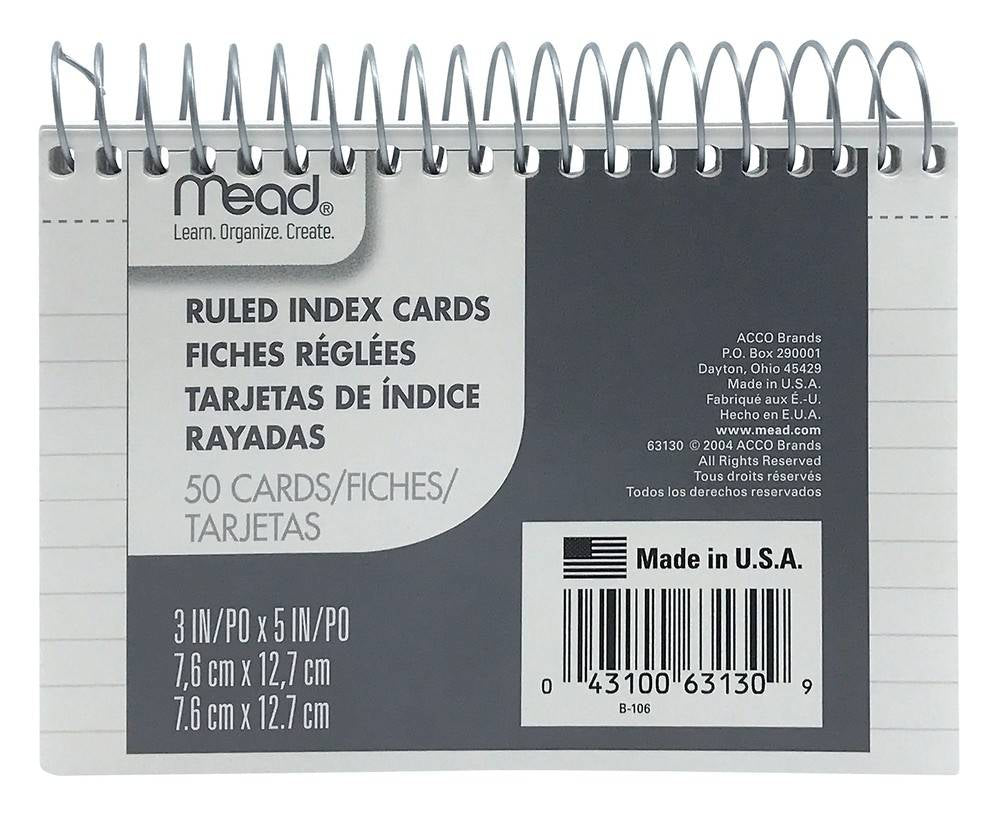 Mead®
Learn. Organize. Create.
RULED INDEX CARDS
FICHES RÉGLÉES
TARJETAS DE ÍNDICE
RAYADAS
50 CARDS/FICHES/
TARJETAS
3 IN/PO x 5 IN/PO
7,6 cm x 12,7 cm
7.6 cm x 12.7 cm
ACCO Brands
P.O. Box 290001
Dayton, Ohio 45429
Made in U.S.A.
Fabriqué aux É.-U.
Hecho en E.U.A.
www.mead.com
63130 © 2004 ACCO Brands
All Rights Reserved
Tous droits réservés
Todos los derechos reservados
Made in U.S.A.
0 43100 63130 9
B-106